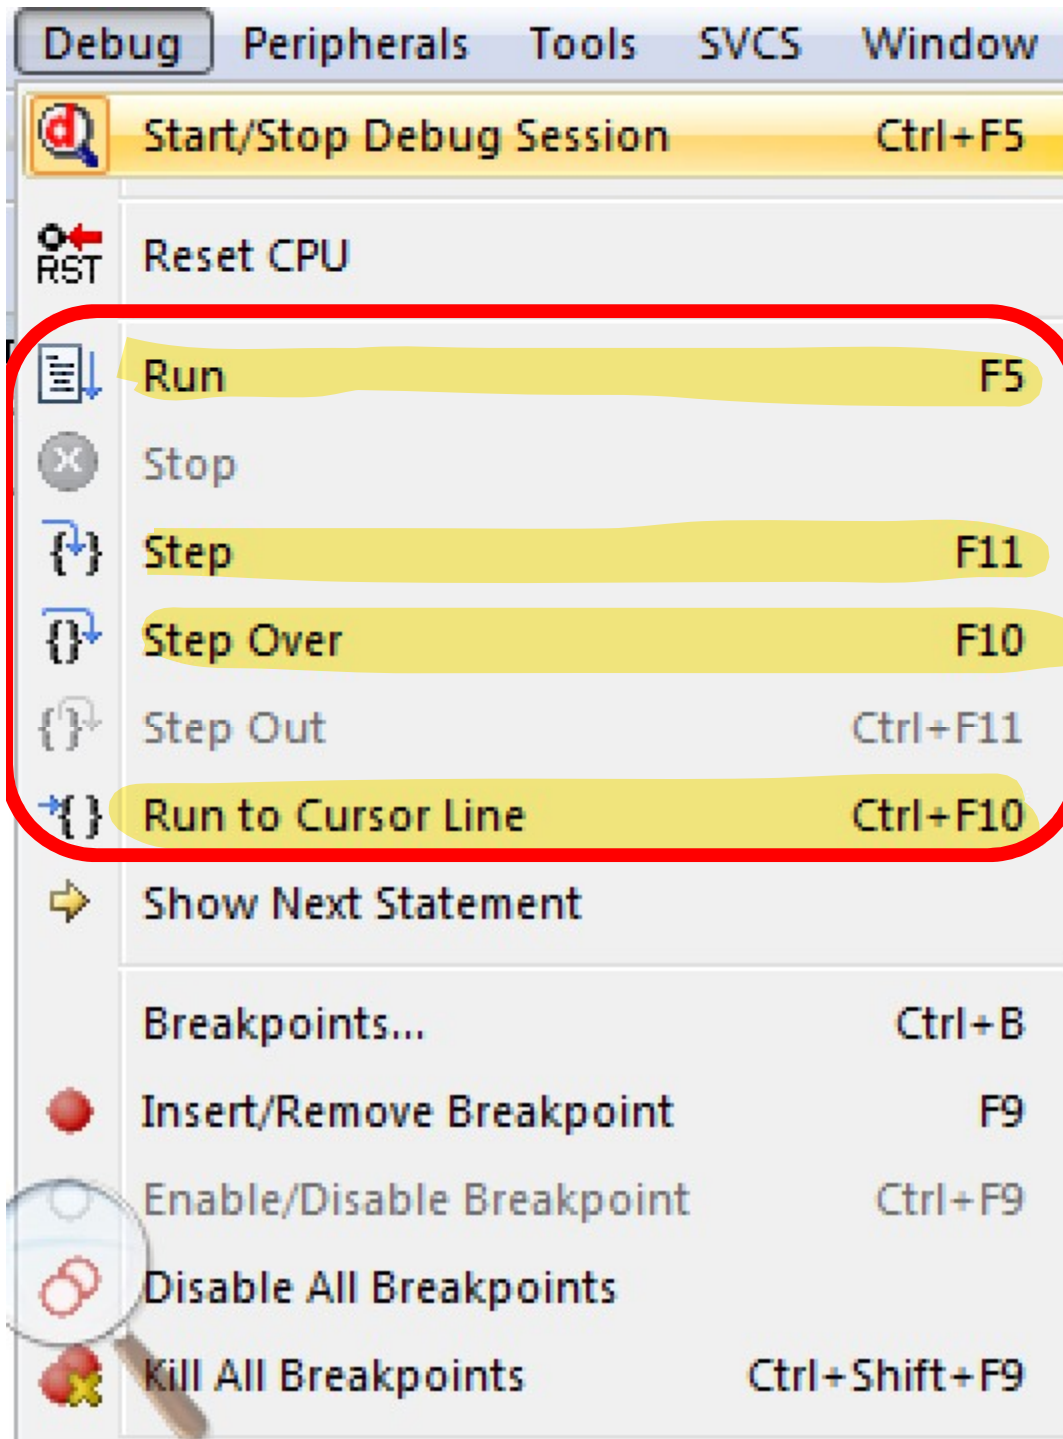 Debug Peripherals Tools SVCS Window
Start/Stop Debug Session Ctrl+F5
RST Reset CPU
Run F5
Stop
Step F11
Step Over F10
Step Out Ctrl+F11
Run to Cursor Line Ctrl+F10
Show Next Statement
Breakpoints... Ctrl+B
Insert/Remove Breakpoint F9
Enable/Disable Breakpoint Ctrl+F9
Disable All Breakpoints
Kill All Breakpoints Ctrl+Shift+F9